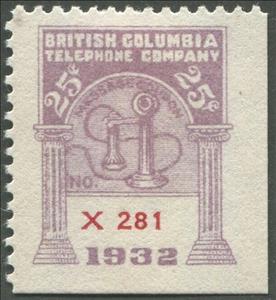 BRITISH COLUMBIA
TELEPHONE COMPANY
25¢ 25¢
MESSAGE COUPON
NO.
X 281
1932